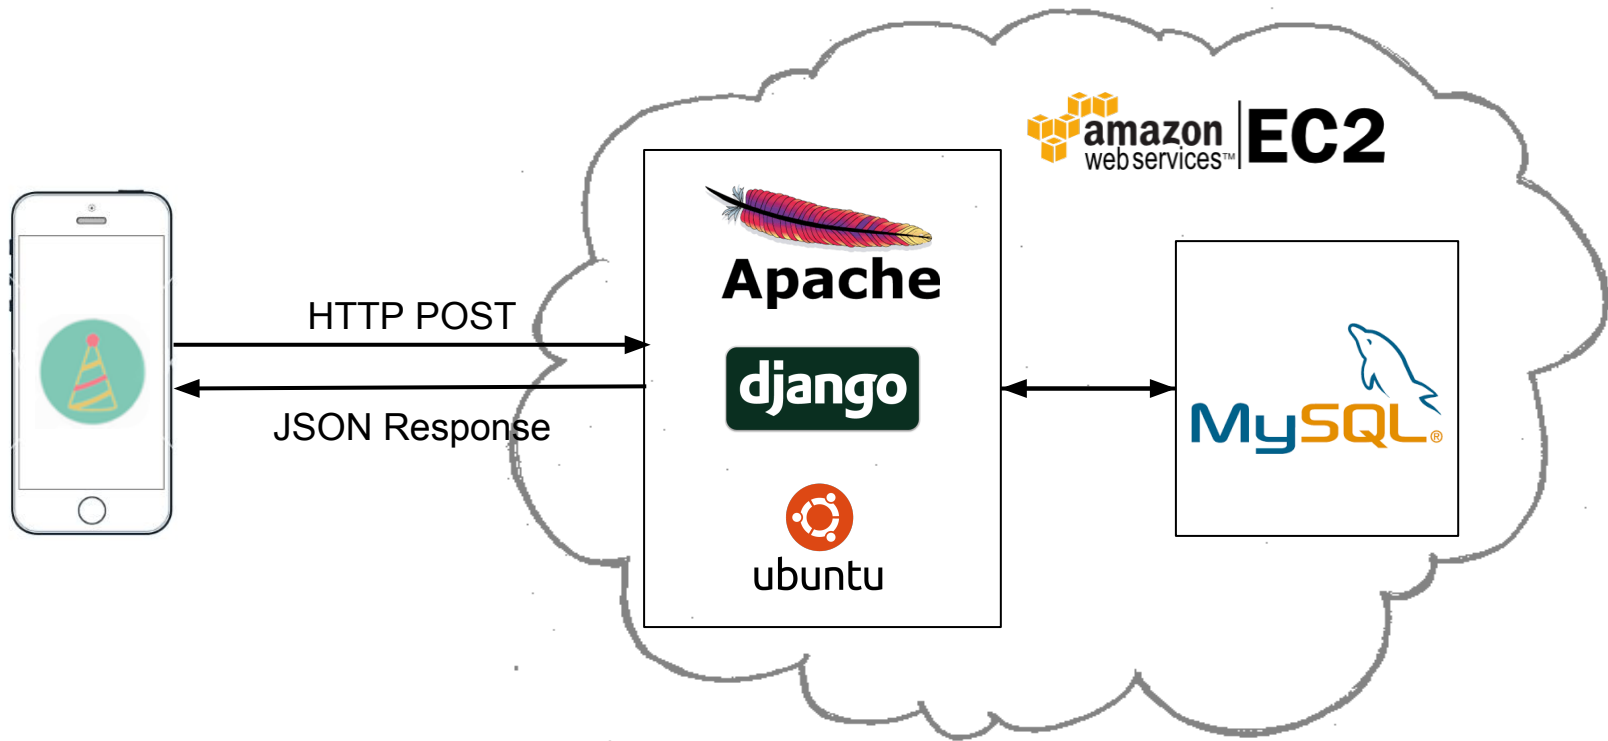 amazon
web services™
EC2
Apache
HTTP POST
django
JSON Response
MySQL®
ubuntu